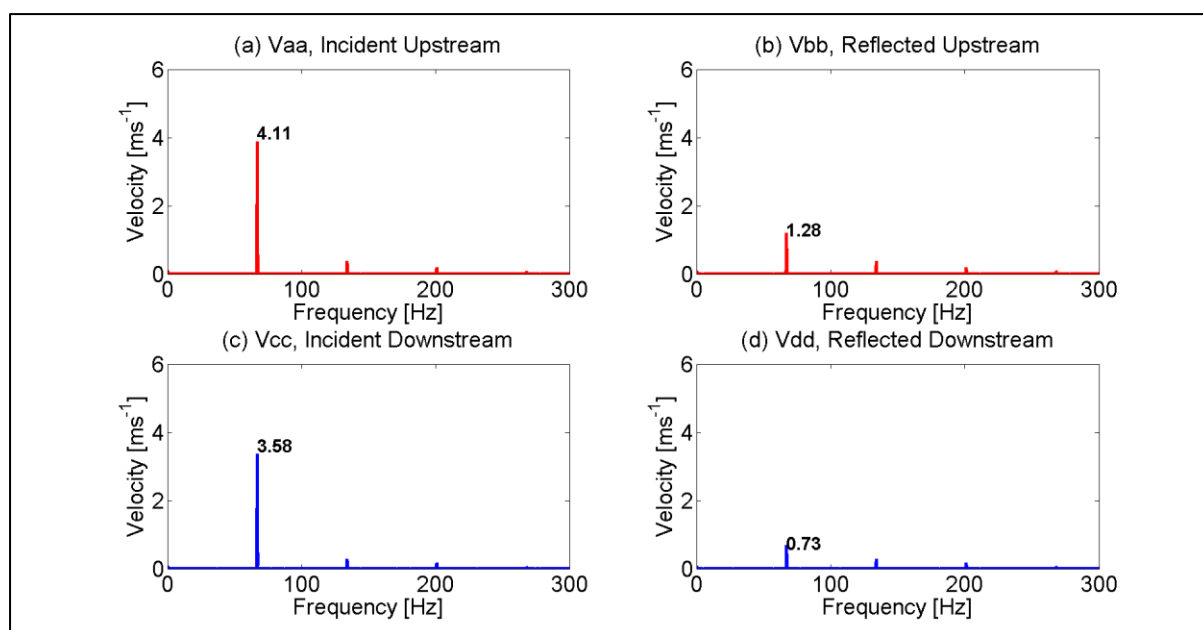 (a) Vaa, Incident Upstream
6
4
2
0
Velocity [ms-1]
4.11
0 100 200 300
Frequency [Hz]
(b) Vbb, Reflected Upstream
6
4
2
0
Velocity [ms-1]
1.28
0 100 200 300
Frequency [Hz]
(c) Vcc, Incident Downstream
6
4
2
0
Velocity [ms-1]
3.58
0 100 200 300
Frequency [Hz]
(d) Vdd, Reflected Downstream
6
4
2
0
Velocity [ms-1]
0.73
0 100 200 300
Frequency [Hz]